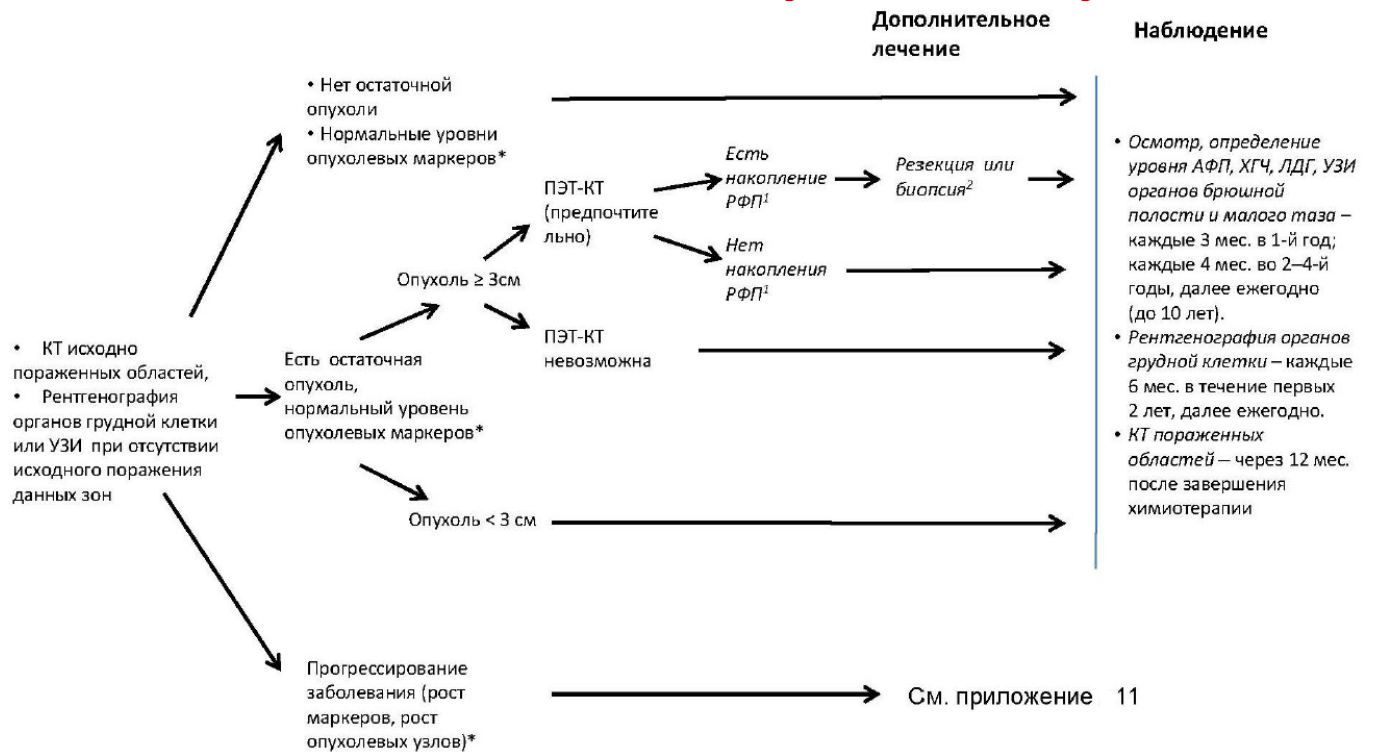 Дополнительное
лечение
Наблюдение
• Нет остаточной
опухоли
• Нормальные уровни
опухолевых маркеров*
ПЭТ-КТ
(предпочтите
льно)
Есть
накопление
РФП¹
Резекция или
биопсия²
Нет
накопления
РФП¹
Опухоль ≥ 3см
ПЭТ-КТ
невозможна
• КТ исходно
пораженных областей,
• Рентгенография
органов грудной клетки
или УЗИ при отсутствии
исходного поражения
данных зон
Есть остаточная
опухоль,
нормальный уровень
опухолевых маркеров*
Опухоль < 3 см
• Осмотр, определение
уровня АФП, ХГЧ, ЛДГ, УЗИ
органов брюшной
полости и малого таза –
каждые 3 мес. в 1-й год;
каждые 4 мес. во 2–4-й
годы, далее ежегодно
(до 10 лет).
• Рентгенография органов
грудной клетки – каждые
6 мес. в течение первых
2 лет, далее ежегодно.
• КТ пораженных
областей – через 12 мес.
после завершения
химиотерапии
Прогрессирование
заболевания (рост
маркеров, рост
опухолевых узлов)*
См. приложение 11